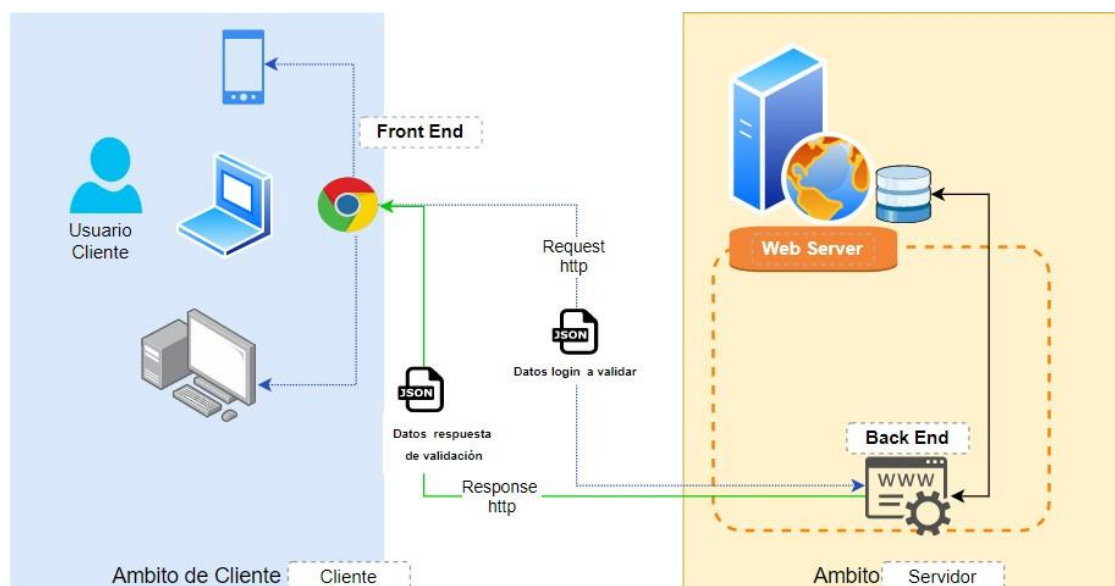 Front End
Usuario
Cliente
Request
http
JSON
Datos login a validar
JSON
Datos respuesta
de validación
Response
http
Ambito de Cliente Cliente
Web Server
Back End
WWW
Ambito Servidor